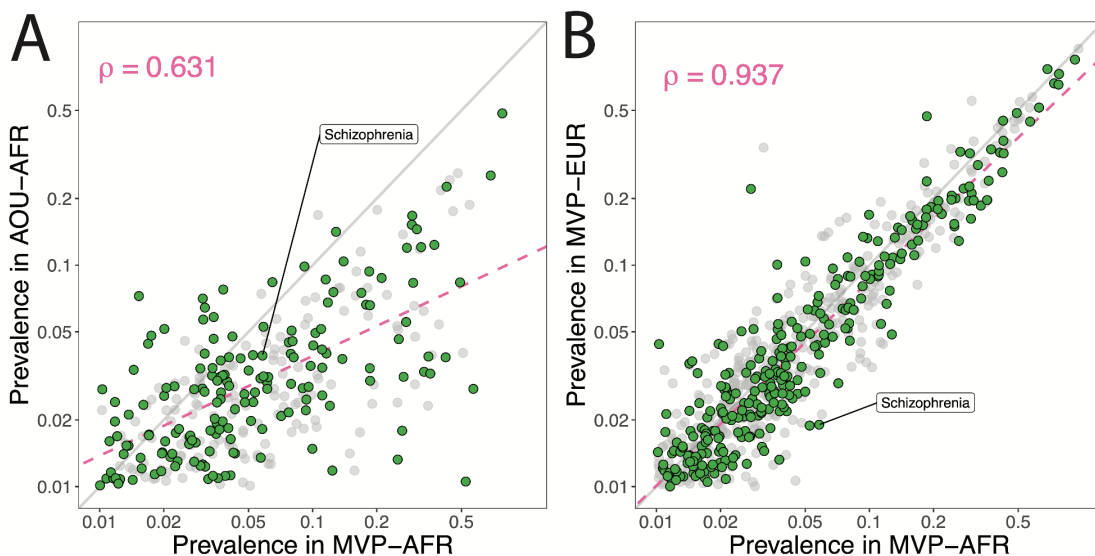 A
ρ = 0.631
Schizophrenia
Prevalence in AOU−AFR
0.5
0.2
0.1
0.05
0.02
0.01
0.01 0.02 0.05 0.1 0.2 0.5
Prevalence in MVP−AFR
B
ρ = 0.937
Schizophrenia
Prevalence in MVP−EUR
0.5
0.2
0.1
0.05
0.02
0.01
0.01 0.02 0.05 0.1 0.2 0.5
Prevalence in MVP−AFR